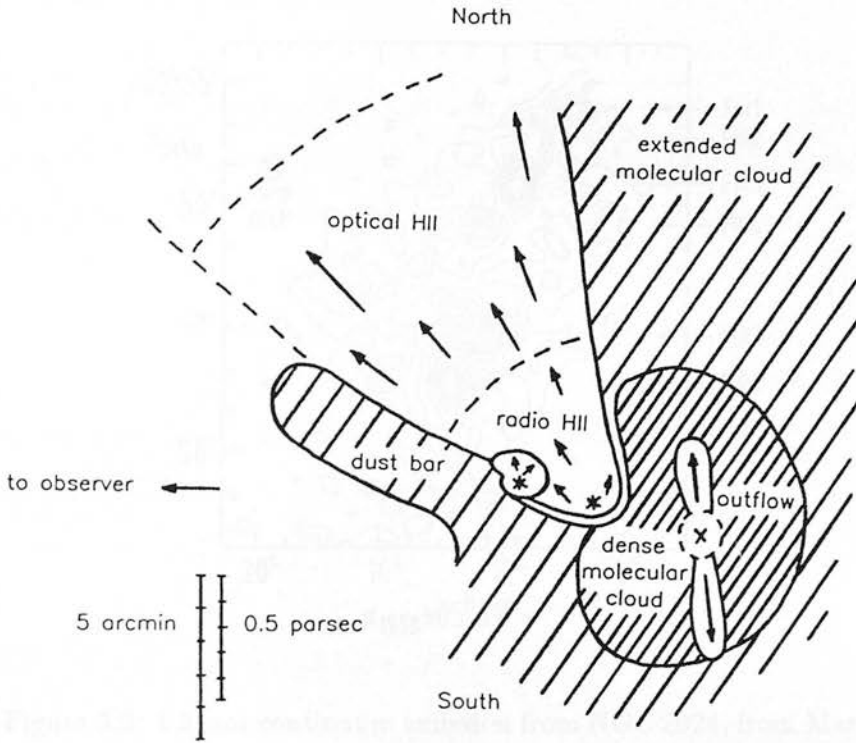 North
extended
molecular cloud
optical HII
radio HII
dust bar
to observer
outflow
dense
molecular
cloud
5 arcmin
0.5 parsec
South